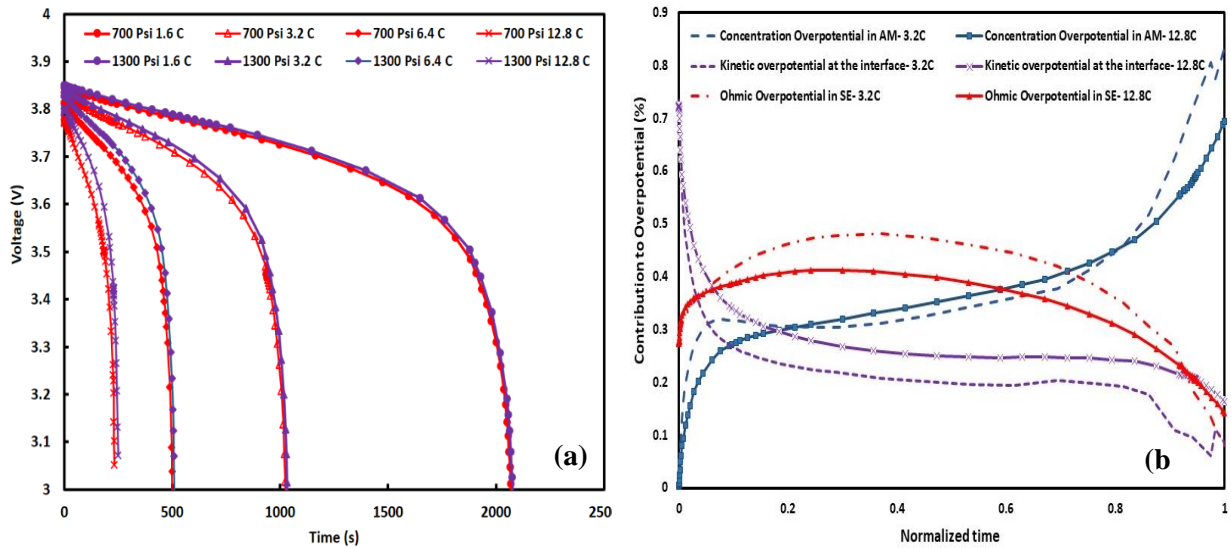 700 Psi 1.6 C 700 Psi 3.2 C 700 Psi 6.4 C 700 Psi 12.8 C
1300 Psi 1.6 C 1300 Psi 3.2 C 1300 Psi 6.4 C 1300 Psi 12.8 C
4
3.9
3.8
3.7
3.6
3.5
3.4
3.3
3.2
3.1
3
Voltage (V)
0 500 1000 1500 2000 250
Time (s)
(a)
Concentration Overpotential in AM- 3.2C Concentration Overpotential in AM- 12.8C
Kinetic overpotential at the interface- 3.2C Kinetic overpotential at the interface- 12.8C
Ohmic Overpotential in SE- 3.2C Ohmic Overpotential in SE- 12.8C
0.9
0.8
0.7
0.6
0.5
0.4
0.3
0.2
0.1
0
Contribution to Overpotential (%)
0 0.2 0.4 0.6 0.8 1
Normalized time
(b)